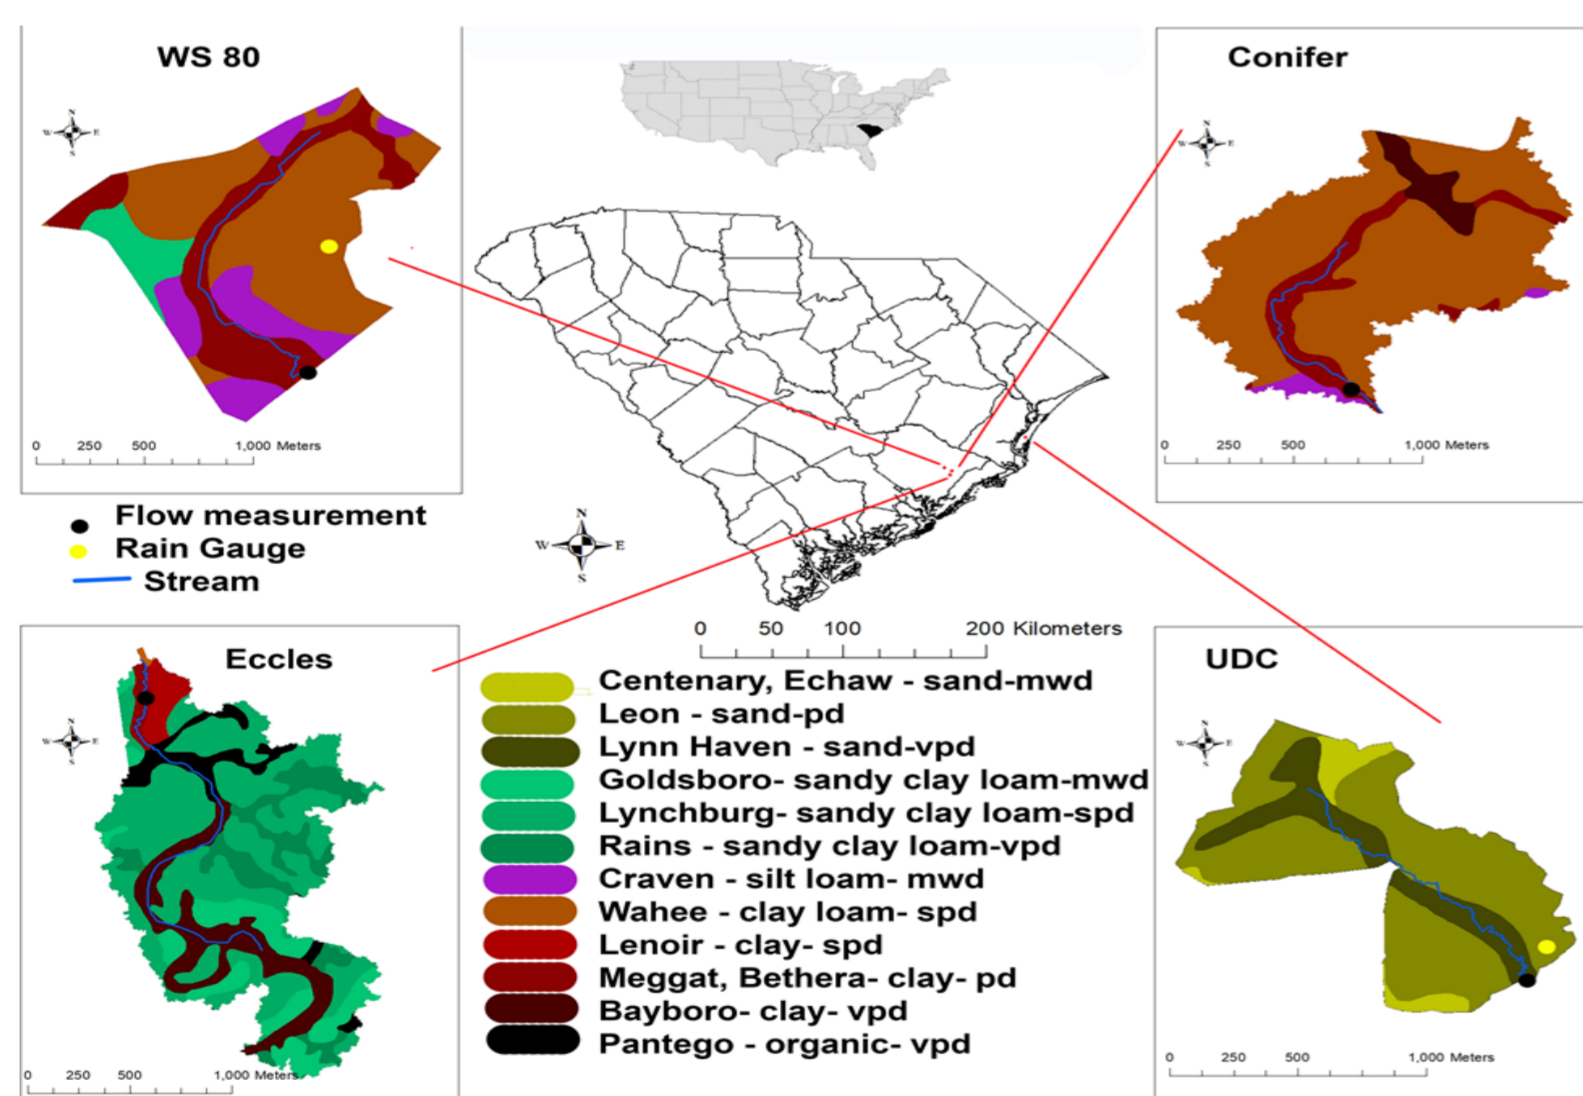 WS 80
N
W E
S
0 250 500 1,000 Meters
Conifer
N
W E
S
0 250 500 1,000 Meters
Flow measurement
Rain Gauge
Stream
N
W E
S
0 50 100 200 Kilometers
Eccles
N
W E
S
0 250 500 1,000 Meters
Centenary, Echaw - sand-mwd
Leon - sand-pd
Lynn Haven - sand-vpd
Goldsboro- sandy clay loam-mwd
Lynchburg- sandy clay loam-spd
Rains - sandy clay loam-vpd
Craven - silt loam- mwd
Wahee - clay loam- spd
Lenoir - clay- spd
Meggat, Bethera- clay- pd
Bayboro- clay- vpd
Pantego - organic- vpd
UDC
N
W E
S
0 250 500 1,000 Meters